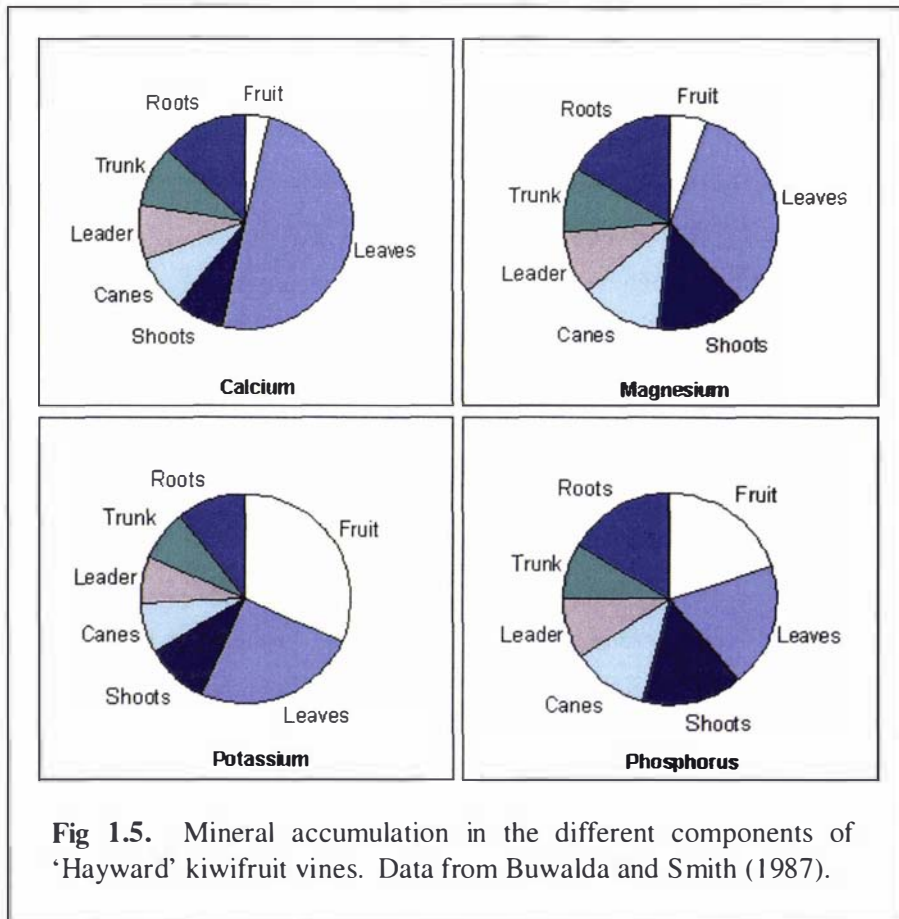 Roots
Fruit
Trunk
Leader
Leaves
Canes
Shoots
Calcium
Roots
Fruit
Trunk
Leaves
Leader
Canes
Shoots
Magnesium
Roots
Trunk
Fruit
Leader
Canes
Shoots
Leaves
Potassium
Roots
Fruit
Trunk
Leader
Leaves
Canes
Shoots
Phosphorus
Fig 1.5. Mineral accumulation in the different components of
‘Hayward’ kiwifruit vines. Data from Buwalda and Smith (1987).